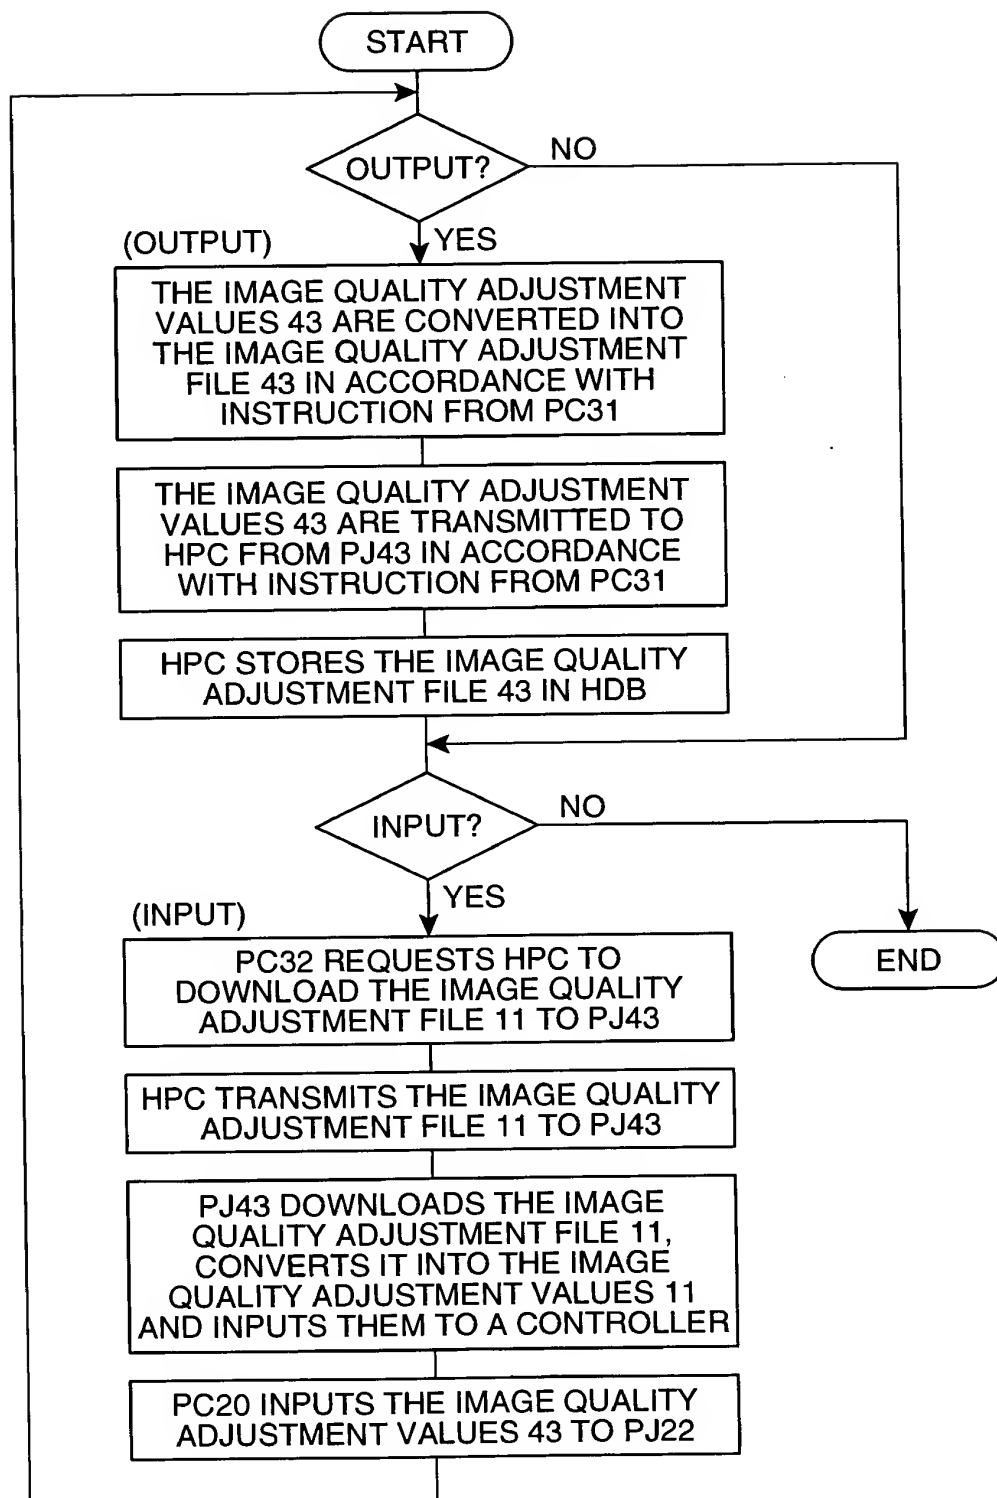 START
OUTPUT?
NO
YES
(OUTPUT)
THE IMAGE QUALITY ADJUSTMENT
VALUES 43 ARE CONVERTED INTO
THE IMAGE QUALITY ADJUSTMENT
FILE 43 IN ACCORDANCE WITH
INSTRUCTION FROM PC31
THE IMAGE QUALITY ADJUSTMENT
VALUES 43 ARE TRANSMITTED TO
HPC FROM PJ43 IN ACCORDANCE
WITH INSTRUCTION FROM PC31
HPC STORES THE IMAGE QUALITY
ADJUSTMENT FILE 43 IN HDB
INPUT?
NO
YES
(INPUT)
END
PC32 REQUESTS HPC TO
DOWNLOAD THE IMAGE QUALITY
ADJUSTMENT FILE 11 TO PJ43
HPC TRANSMITS THE IMAGE QUALITY
ADJUSTMENT FILE 11 TO PJ43
PJ43 DOWNLOADS THE IMAGE
QUALITY ADJUSTMENT FILE 11,
CONVERTS IT INTO THE IMAGE
QUALITY ADJUSTMENT VALUES 11
AND INPUTS THEM TO A CONTROLLER
PC20 INPUTS THE IMAGE QUALITY
ADJUSTMENT VALUES 43 TO PJ22